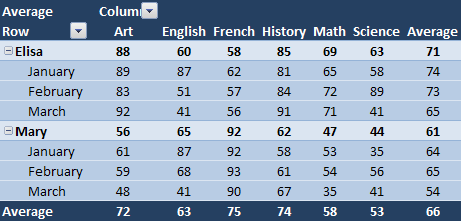 Average Colum
Row Art English French History Math Science Average
Elisa 88 60 58 85 69 63 71
January 89 87 62 81 65 58 74
February 83 51 57 84 72 89 73
March 92 41 56 91 71 41 65
Mary 56 65 92 62 47 44 61
January 61 87 92 58 53 35 64
February 59 68 93 61 54 56 65
March 48 41 90 67 35 41 54
Average 72 63 75 74 58 53 66